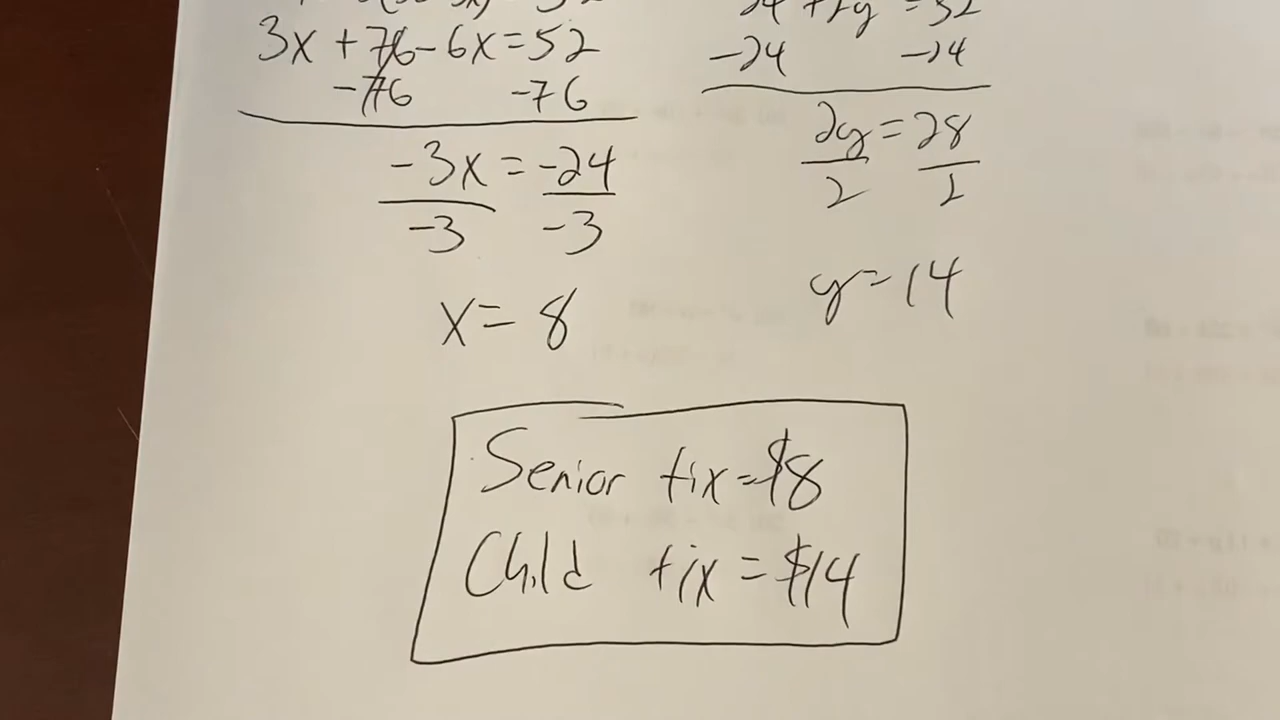 3x + 76 - 6x = 52
-76 -76
-3x = -24
-3 -3
x = 8
-24 -24
2y = 28
2 2
y = 14
Senior tix = $8
Child tix = $14